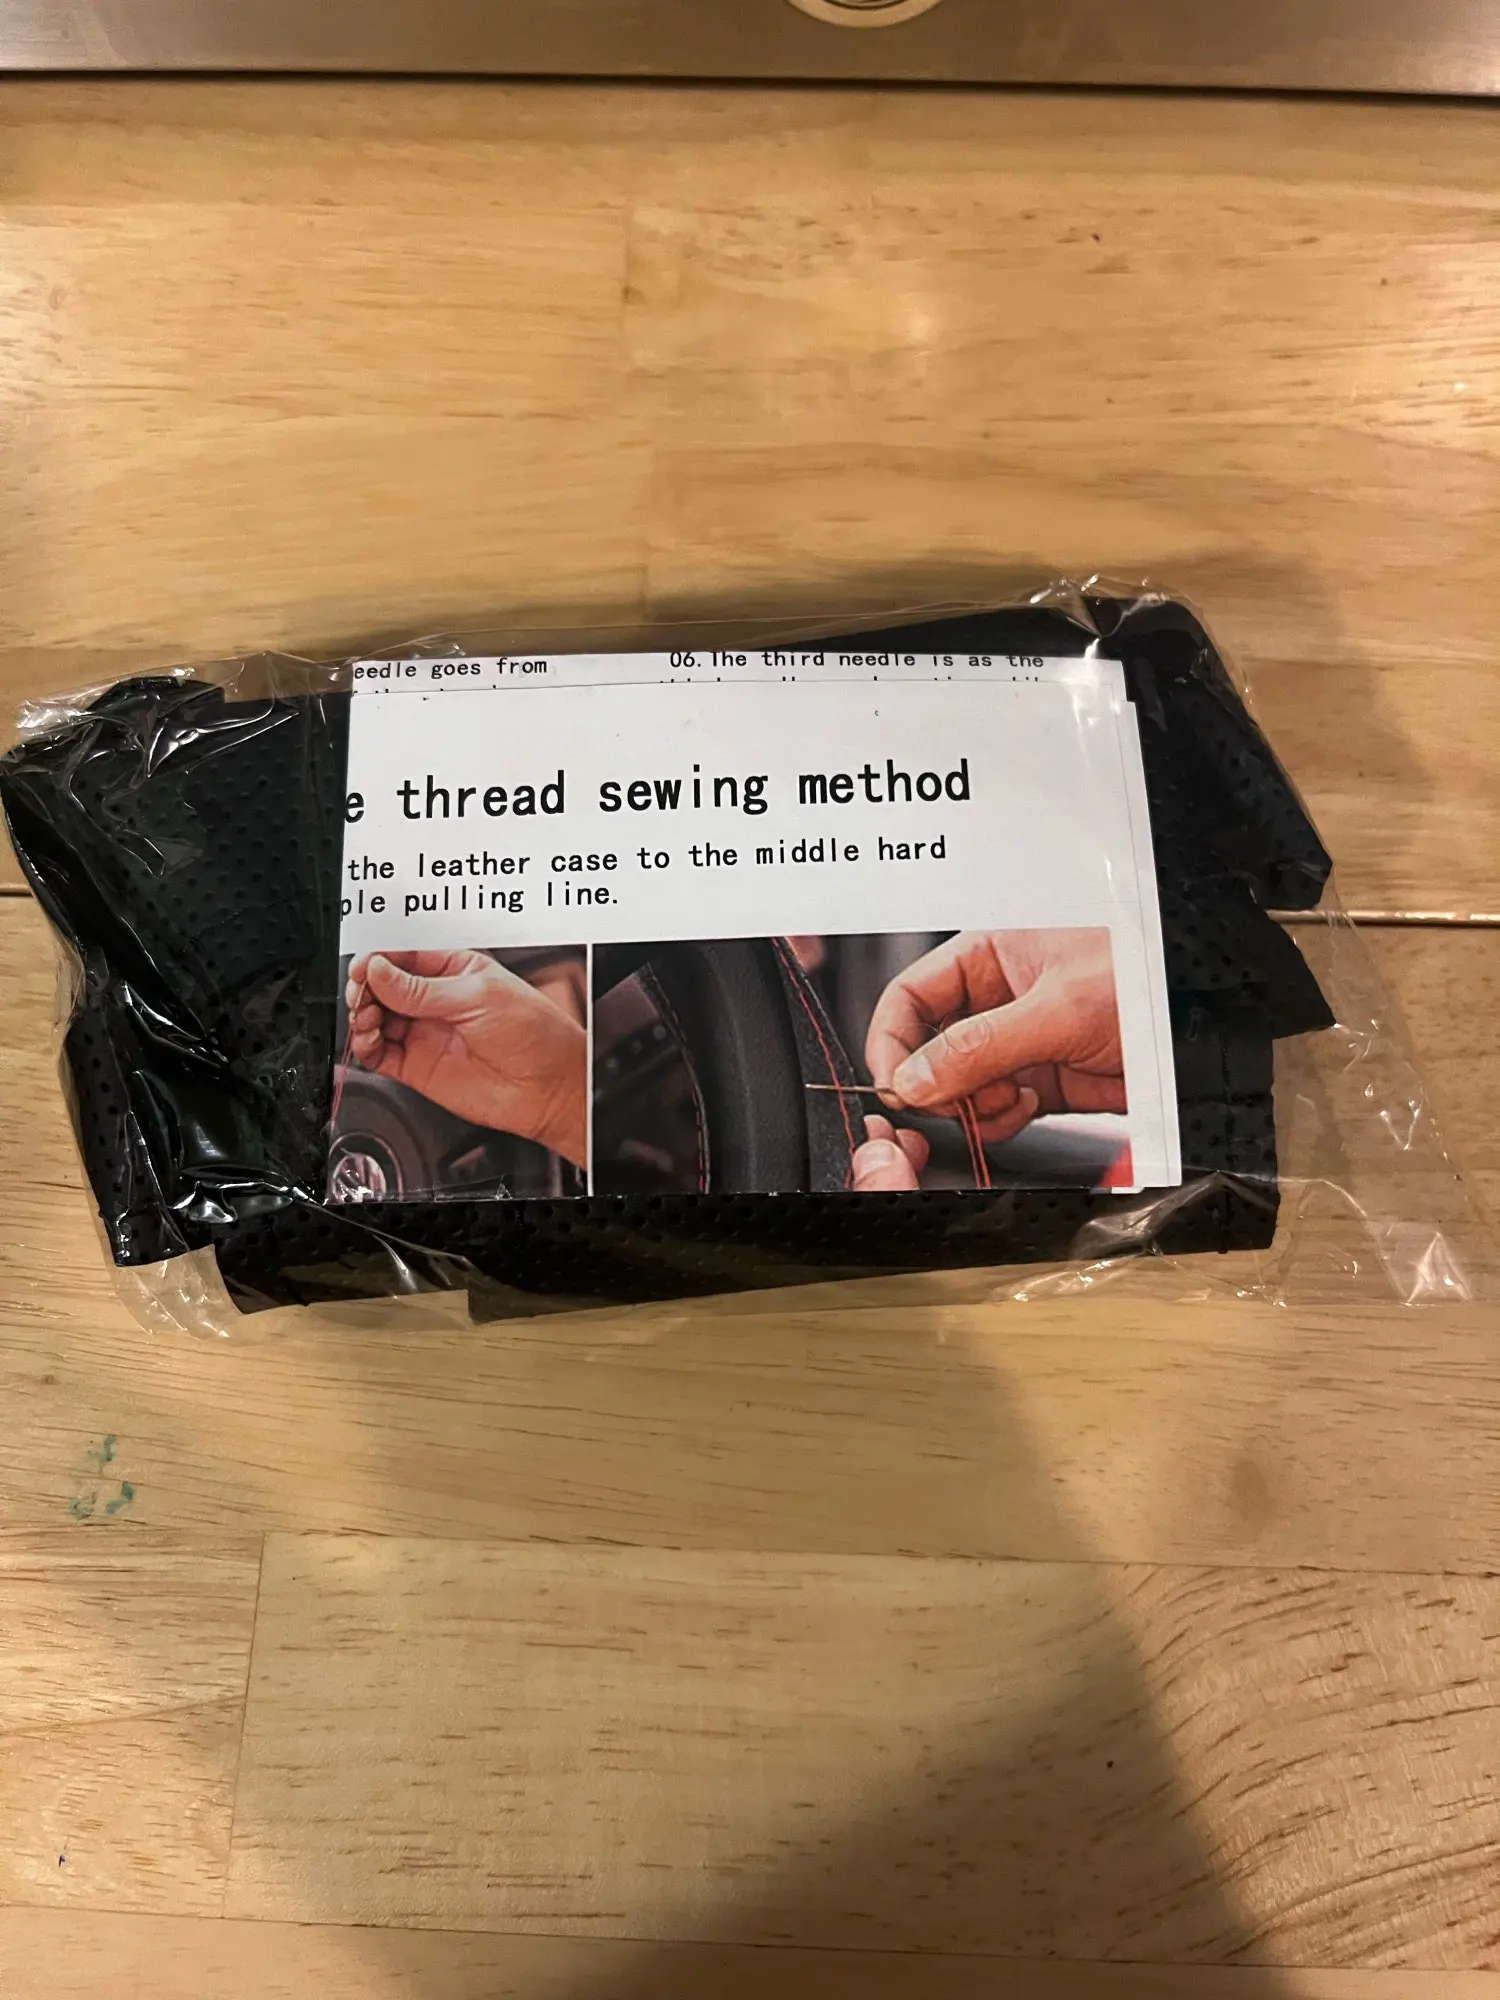 eedle goes from
06. The third needle is as the
e thread sewing method
the leather case to the middle hard
ple pulling line.